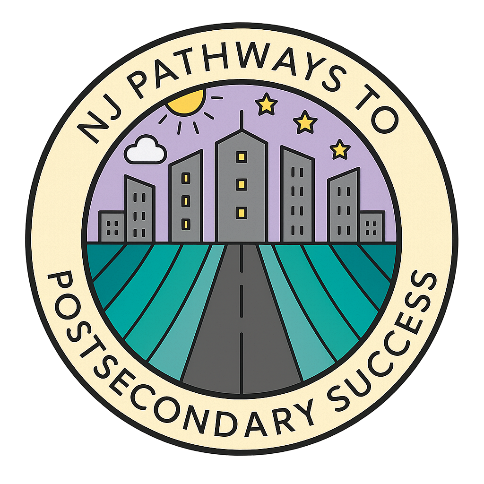 NJ PATHWAYS TO
POSTSECONDARY SUCCESS